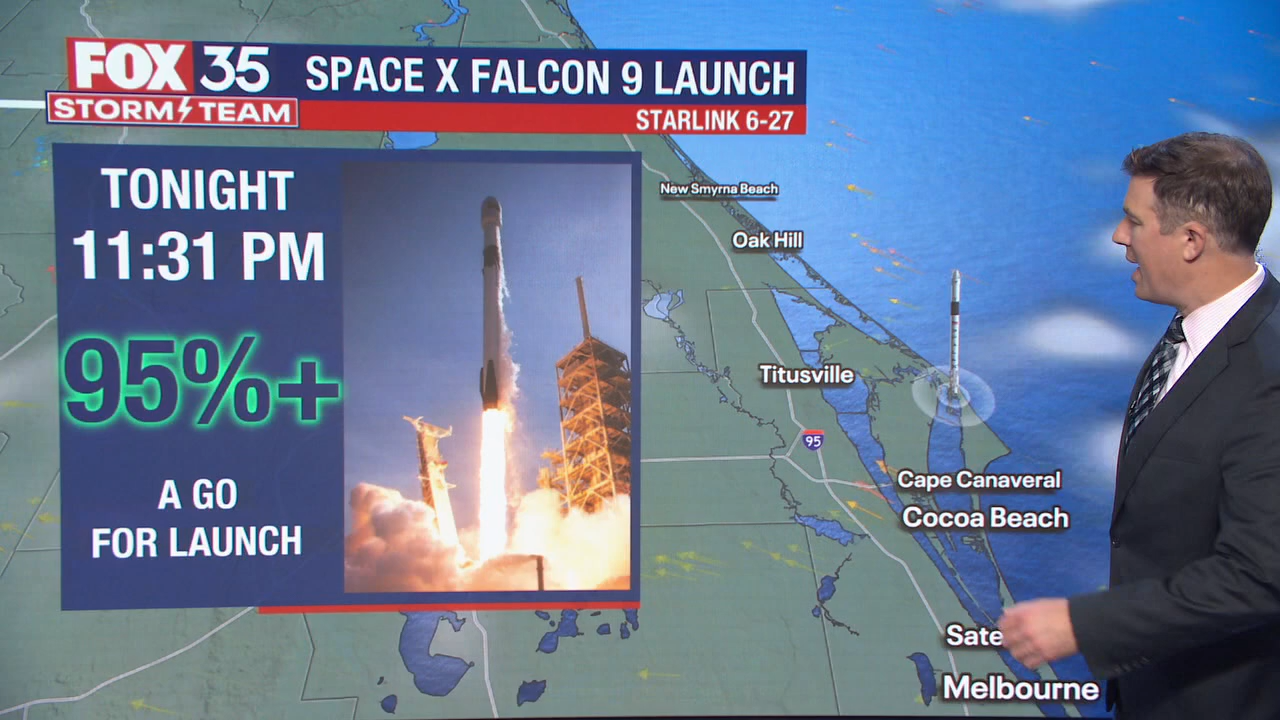 FOX 35
STORM TEAM
SPACE X FALCON 9 LAUNCH
STARLINK 6-27
TONIGHT
11:31 PM
95%+
A GO
FOR LAUNCH
New Smyrna Beach
Oak Hill
Titusville
95
Cape Canaveral
Cocoa Beach
Sate
Melbourne